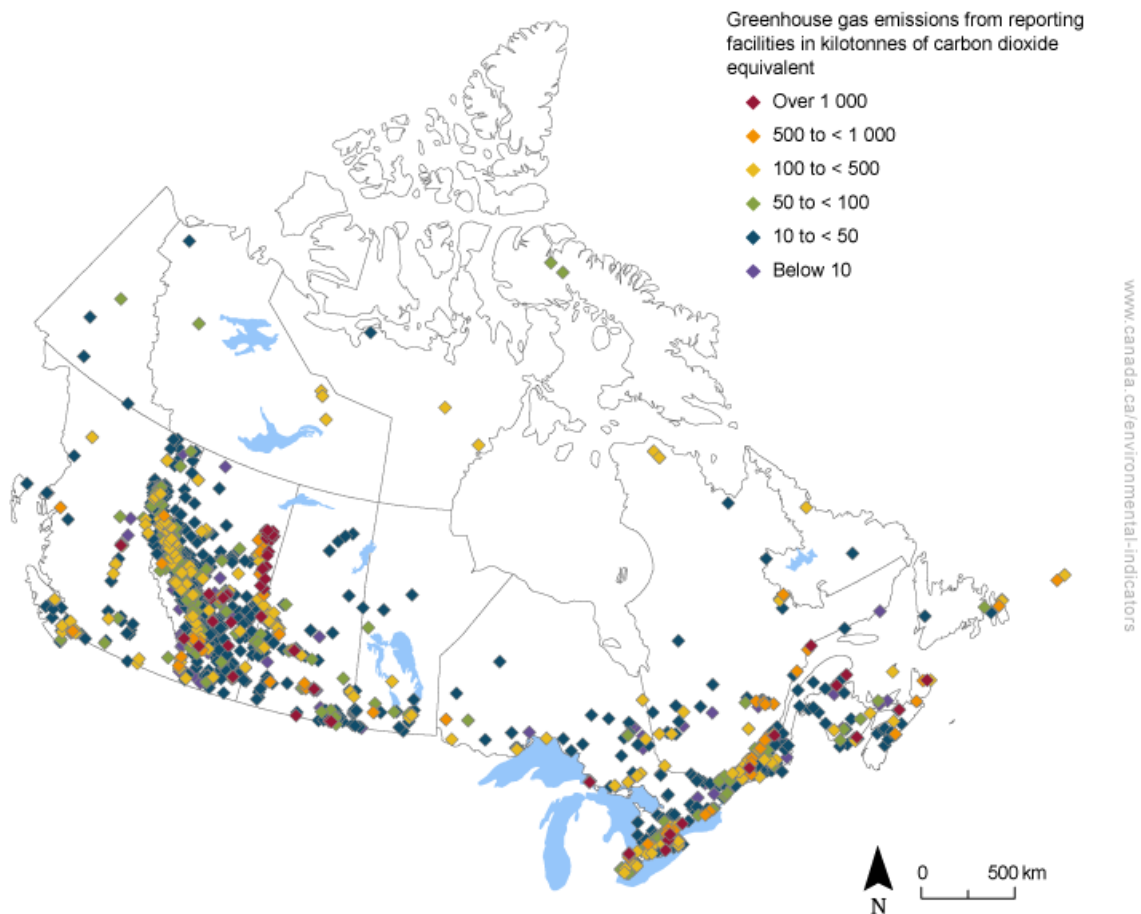 Greenhouse gas emissions from reporting
facilities in kilotonnes of carbon dioxide
equivalent
Over 1 000
500 to < 1 000
100 to < 500
50 to < 100
10 to < 50
Below 10
www.canada.ca/environmental-indicators
N
0 500 km